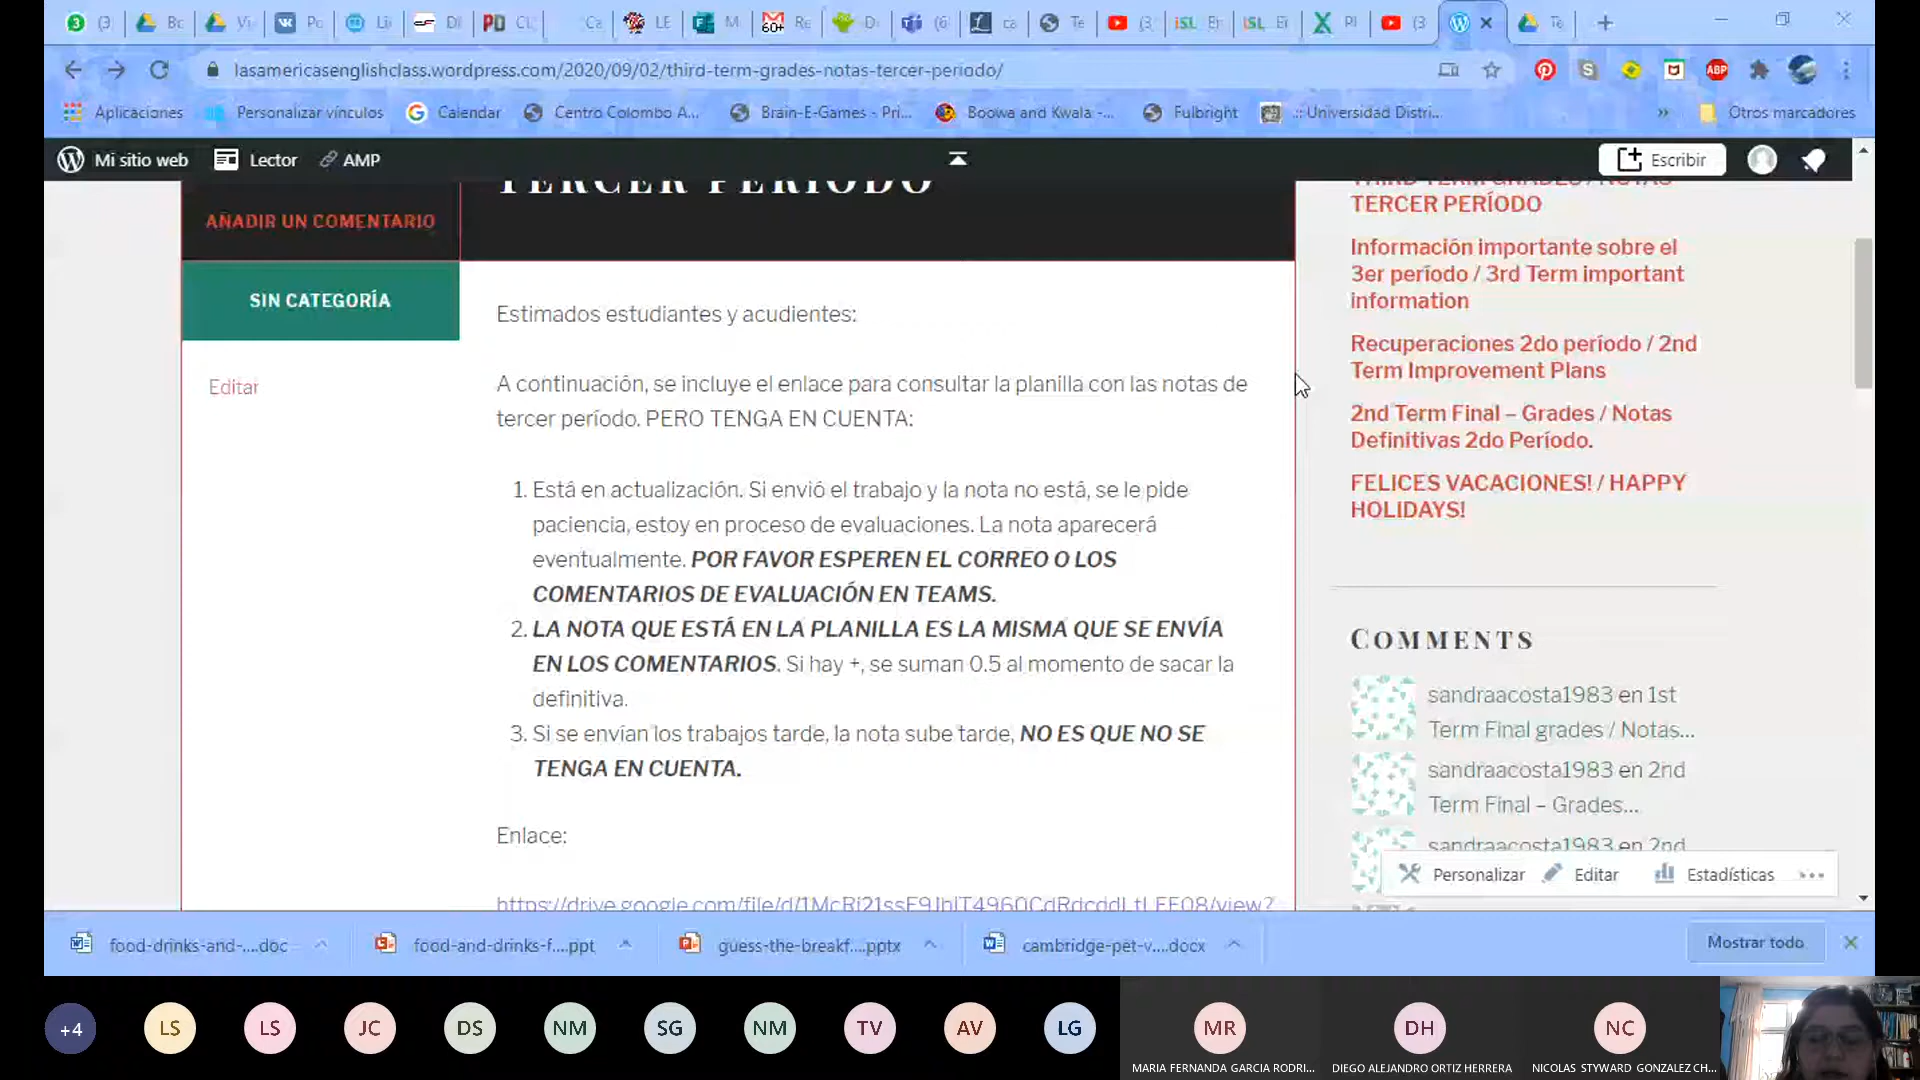 lasamericasenglishclass.wordpress.com/2020/09/02/third-term-grades-notas-tercer-periodo/
Aplicaciones Personalizar vínculos Calendar Centro Colombo A... Brain-E-Games - Pri... Boowa and Kwala -... Fulbright .::Universidad Distri... » Otros marcadores
Mi sitio web Lector AMP Escribir
TERCER PERÍODO
AÑADIR UN COMENTARIO
SIN CATEGORÍA
Editar
Estimados estudiantes y acudientes:
A continuación, se incluye el enlace para consultar la planilla con las notas de
tercer período. PERO TENGA EN CUENTA:
1. Está en actualización. Si envió el trabajo y la nota no está, se le pide
paciencia, estoy en proceso de evaluaciones. La nota aparecerá
eventualmente. POR FAVOR ESPEREN EL CORREO O LOS
COMENTARIOS DE EVALUACIÓN EN TEAMS.
2. LA NOTA QUE ESTÁ EN LA PLANILLA ES LA MISMA QUE SE ENVÍA
EN LOS COMENTARIOS. Si hay +, se suman 0.5 al momento de sacar la
definitiva.
3. Si se envían los trabajos tarde, la nota sube tarde, NO ES QUE NO SE
TENGA EN CUENTA.
Enlace:
THIRD TERM GRADES / NOTAS
TERCER PERÍODO
Información importante sobre el
3er período / 3rd Term important
information
Recuperaciones 2do período / 2nd
Term Improvement Plans
2nd Term Final – Grades / Notas
Definitivas 2do Período.
FELICES VACACIONES! / HAPPY
HOLIDAYS!
COMMENTS
sandraacosta1983 en 1st
Term Final grades / Notas...
sandraacosta1983 en 2nd
Term Final – Grades...
sandraacosta1983 en 2nd
Personalizar Editar Estadísticas ...
food-drinks-and-....doc food-and-drinks-f....ppt guess-the-breakf....pptx cambridge-pet-v....docx Mostrar todo
+4 LS LS JC DS NM SG NM TV AV LG MR DH NC
MARIA FERNANDA GARCIA RODRI... DIEGO ALEJANDRO ORTIZ HERRERA NICOLAS STYWARD GONZALEZ CH...